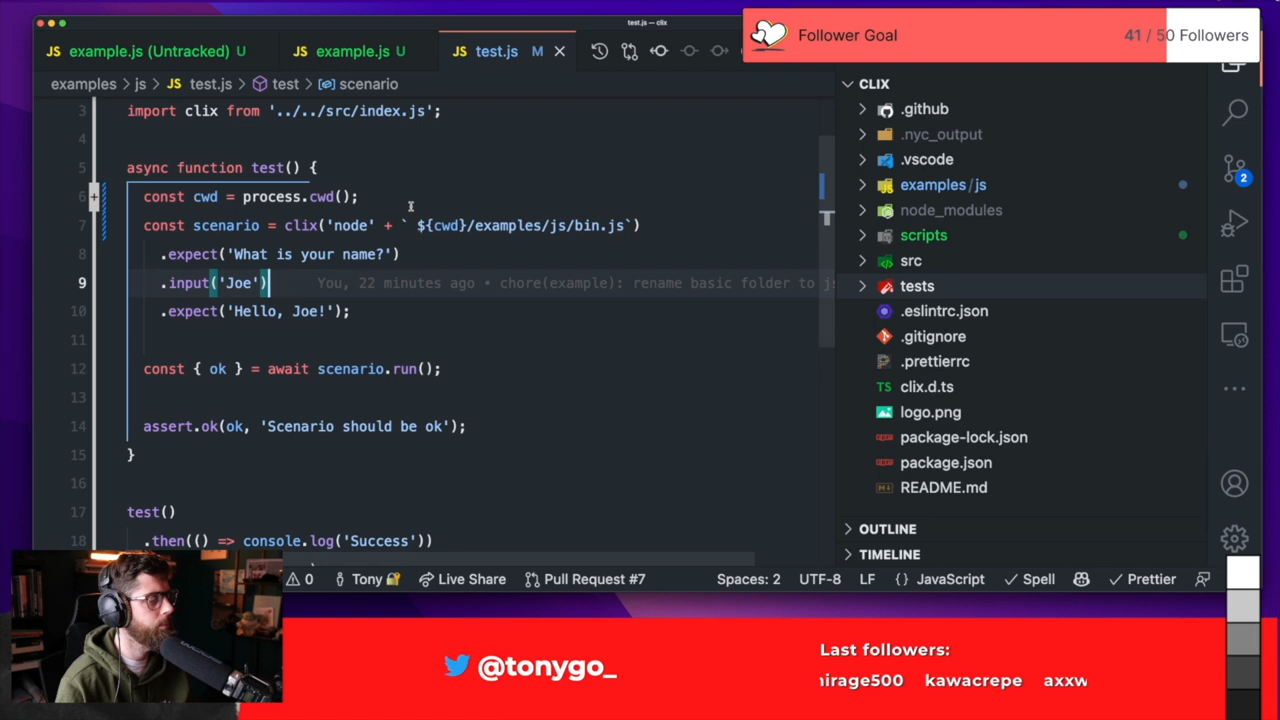 test.js — clix
Follower Goal 41 / 50 Followers
JS example.js (Untracked) U JS example.js U JS test.js M
examples > js > JS test.js > test > scenario
3 import clix from '../../src/index.js';
4
5 async function test() {
6 const cwd = process.cwd();
7 const scenario = clix('node' + ` ${cwd}/examples/js/bin.js`)
8 .expect('What is your name?')
9 .input('Joe') You, 22 minutes ago • chore(example): rename basic folder to js
10 .expect('Hello, Joe!');
11
12 const { ok } = await scenario.run();
13
14 assert.ok(ok, 'Scenario should be ok');
15 }
16
17 test()
18 .then(() => console.log('Success'))
CLIX
.github
.nyc_output
.vscode
examples/js
node_modules
scripts
src
tests
.eslintrc.json
.gitignore
.prettierrc
TS clix.d.ts
logo.png
package-lock.json
package.json
README.md
OUTLINE
TIMELINE
2
0 Tony Live Share Pull Request #7 Spaces: 2 UTF-8 LF {} JavaScript Spell Prettier
@tonygo_
Last followers:
mirage500 kawacrepe axxw